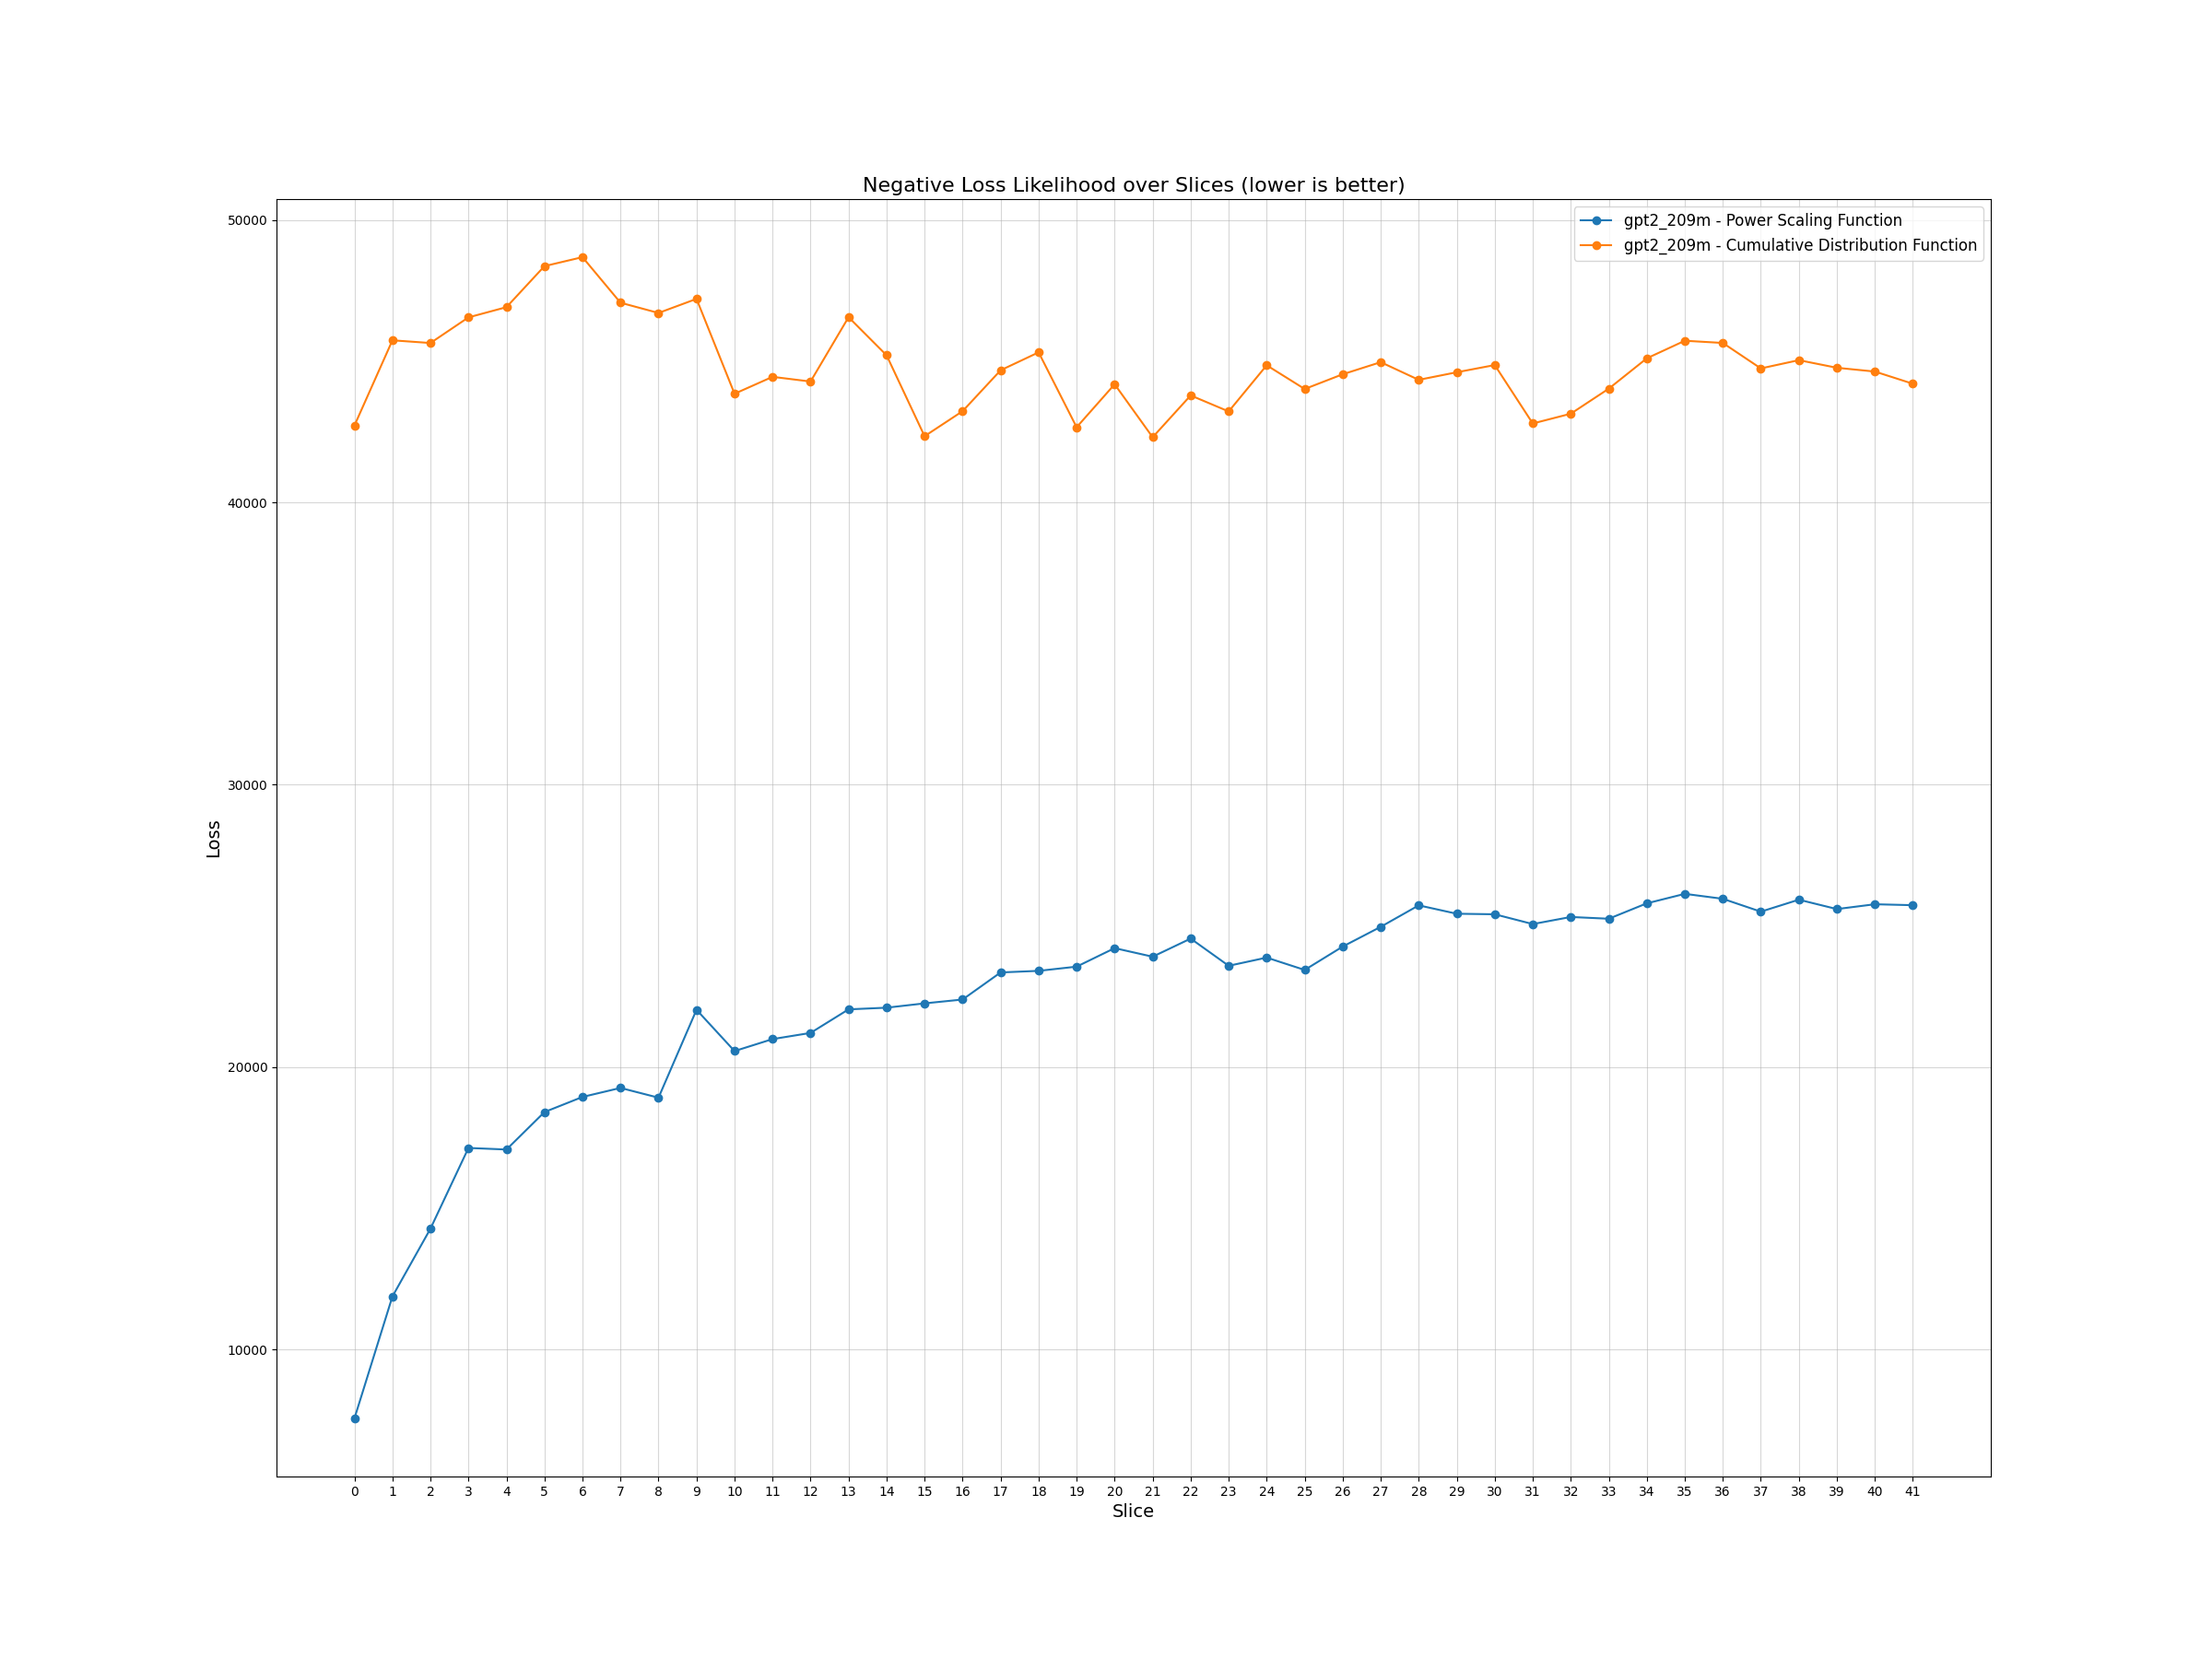 Negative Loss Likelihood over Slices (lower is better)
gpt2_209m - Power Scaling Function
gpt2_209m - Cumulative Distribution Function
50000
40000
30000
20000
10000
Loss
0 1 2 3 4 5 6 7 8 9 10 11 12 13 14 15 16 17 18 19 20 21 22 23 24 25 26 27 28 29 30 31 32 33 34 35 36 37 38 39 40 41
Slice